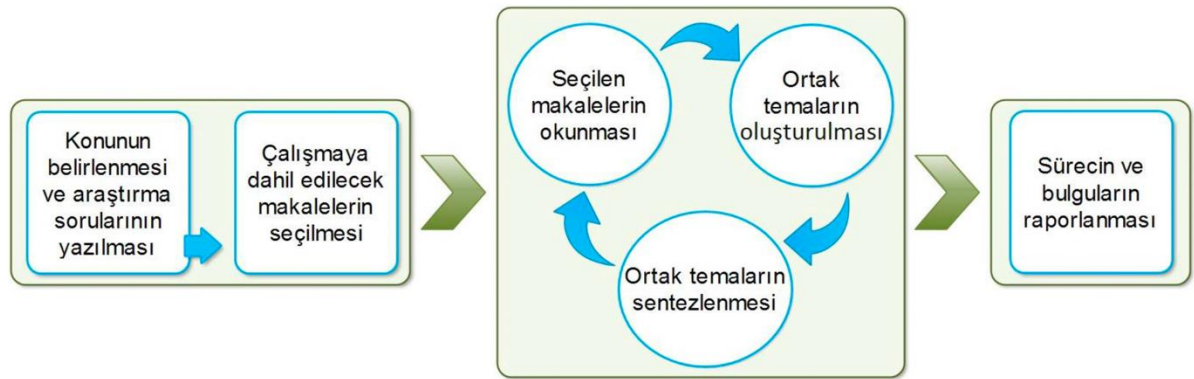 Konunun
belirlenmesi
ve araştırma
sorularının
yazılması
Çalışmaya
dahil edilecek
makalelerin
seçilmesi
Seçilen
makalelerin
okunması
Ortak
temaların
oluşturulması
Ortak temaların
sentezlenmesi
Sürecin ve
bulguların
raporlanması